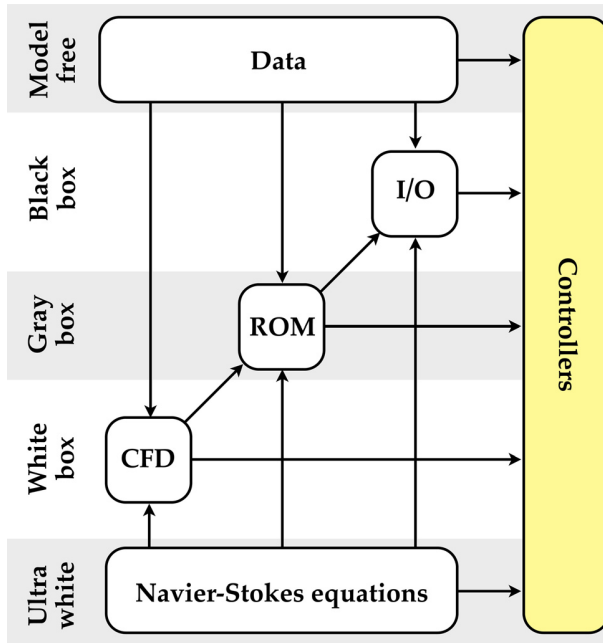 Model
free
Data
Black
box
I/O
Gray
box
ROM
Controllers
White
box
CFD
Ultra
white
Navier-Stokes equations